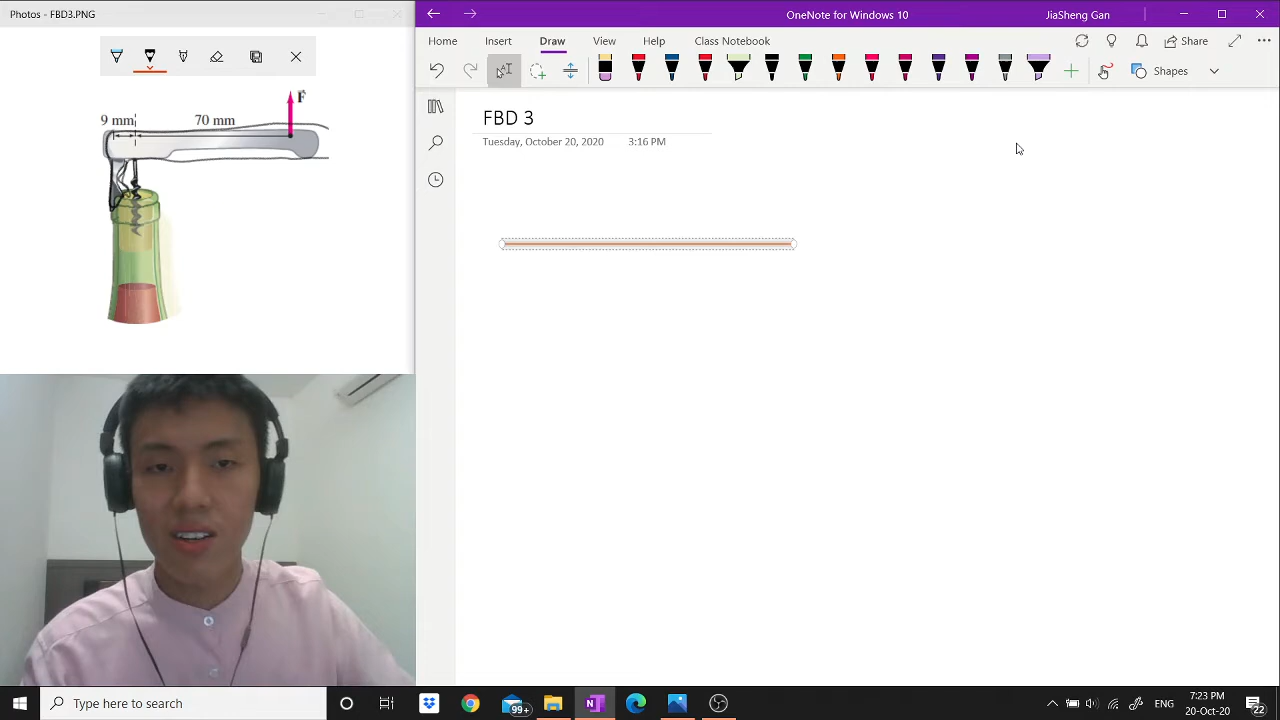 Photos - FBD3.PNG
9 mm
70 mm
F
OneNote for Windows 10
JiaSheng Gan
Home
Insert
Draw
View
Help
Class Notebook
Share
Shapes
FBD 3
Tuesday, October 20, 2020
3:16 PM
Type here to search
99+
N
ENG
7:23 PM
20-Oct-20
22